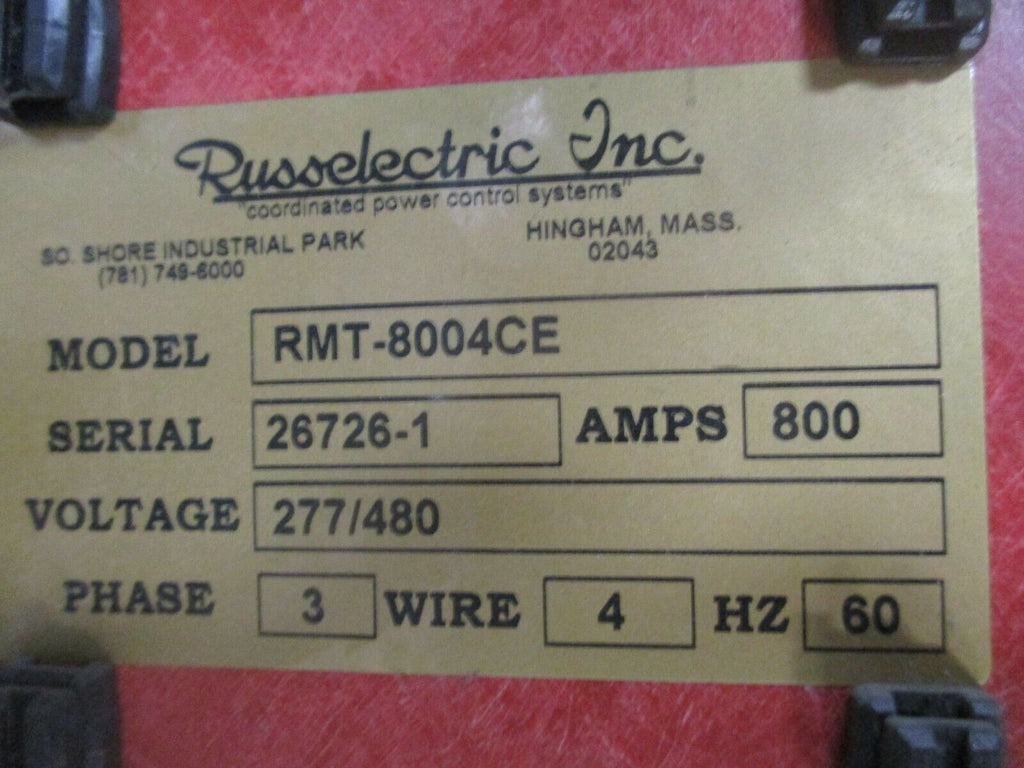 Russelectric Inc.
"coordinated power control systems"
SO. SHORE INDUSTRIAL PARK HINGHAM, MASS.
(781) 749-6000 02043
MODEL RMT-8004CE
SERIAL 26726-1 AMPS 800
VOLTAGE 277/480
PHASE 3 WIRE 4 HZ 60